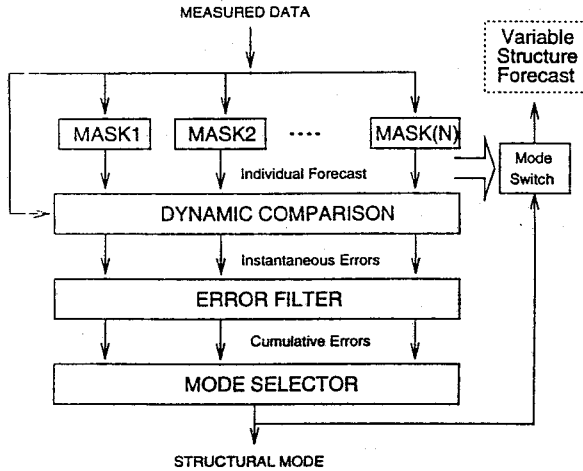 MEASURED DATA
Variable
Structure
Forecast
MASK1
MASK2
....
MASK(N)
Mode
Switch
Individual Forecast
DYNAMIC COMPARISON
Instantaneous Errors
ERROR FILTER
Cumulative Errors
MODE SELECTOR
STRUCTURAL MODE